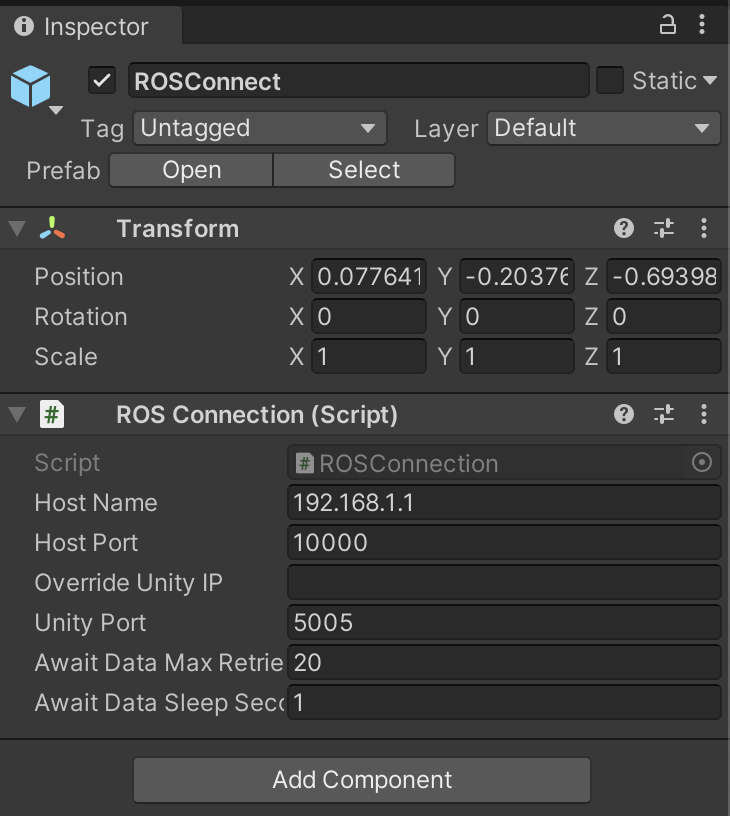 Inspector
ROSConnect
Static
Tag Untagged Layer Default
Prefab Open Select
Transform
Position X 0.077641 Y -0.20376 Z -0.69398
Rotation X 0 Y 0 Z 0
Scale X 1 Y 1 Z 1
# ROS Connection (Script)
Script # ROSConnection
Host Name 192.168.1.1
Host Port 10000
Override Unity IP
Unity Port 5005
Await Data Max Retrie 20
Await Data Sleep Sec 1
Add Component